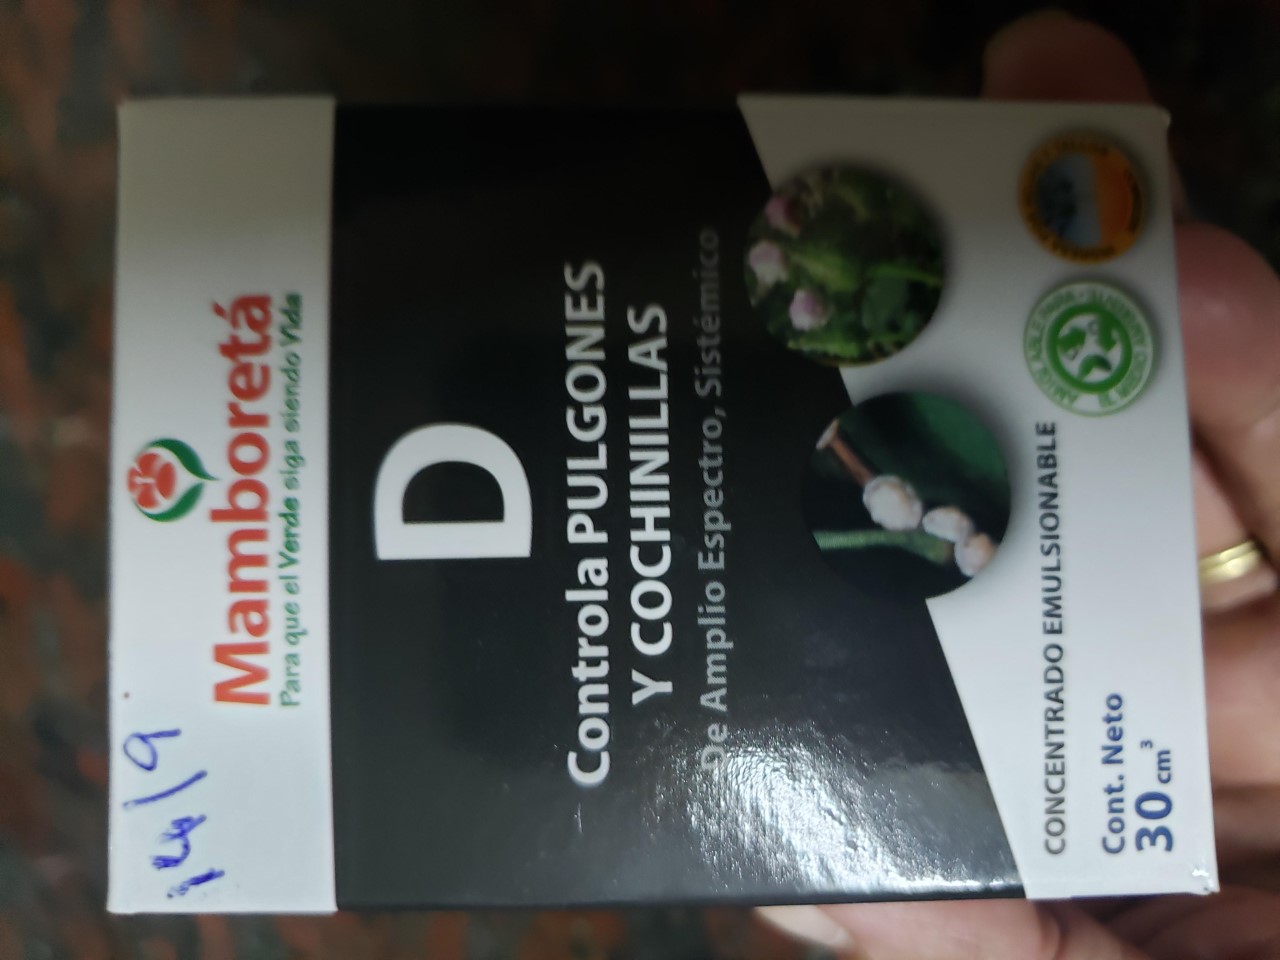 14/9
Mamboretá
Para que el Verde siga siendo Vida
D
Controla PULGONES
Y COCHINILLAS
De Amplio Espectro, Sistémico
CONCENTRADO EMULSIONABLE
Cont. Neto
30 cm³